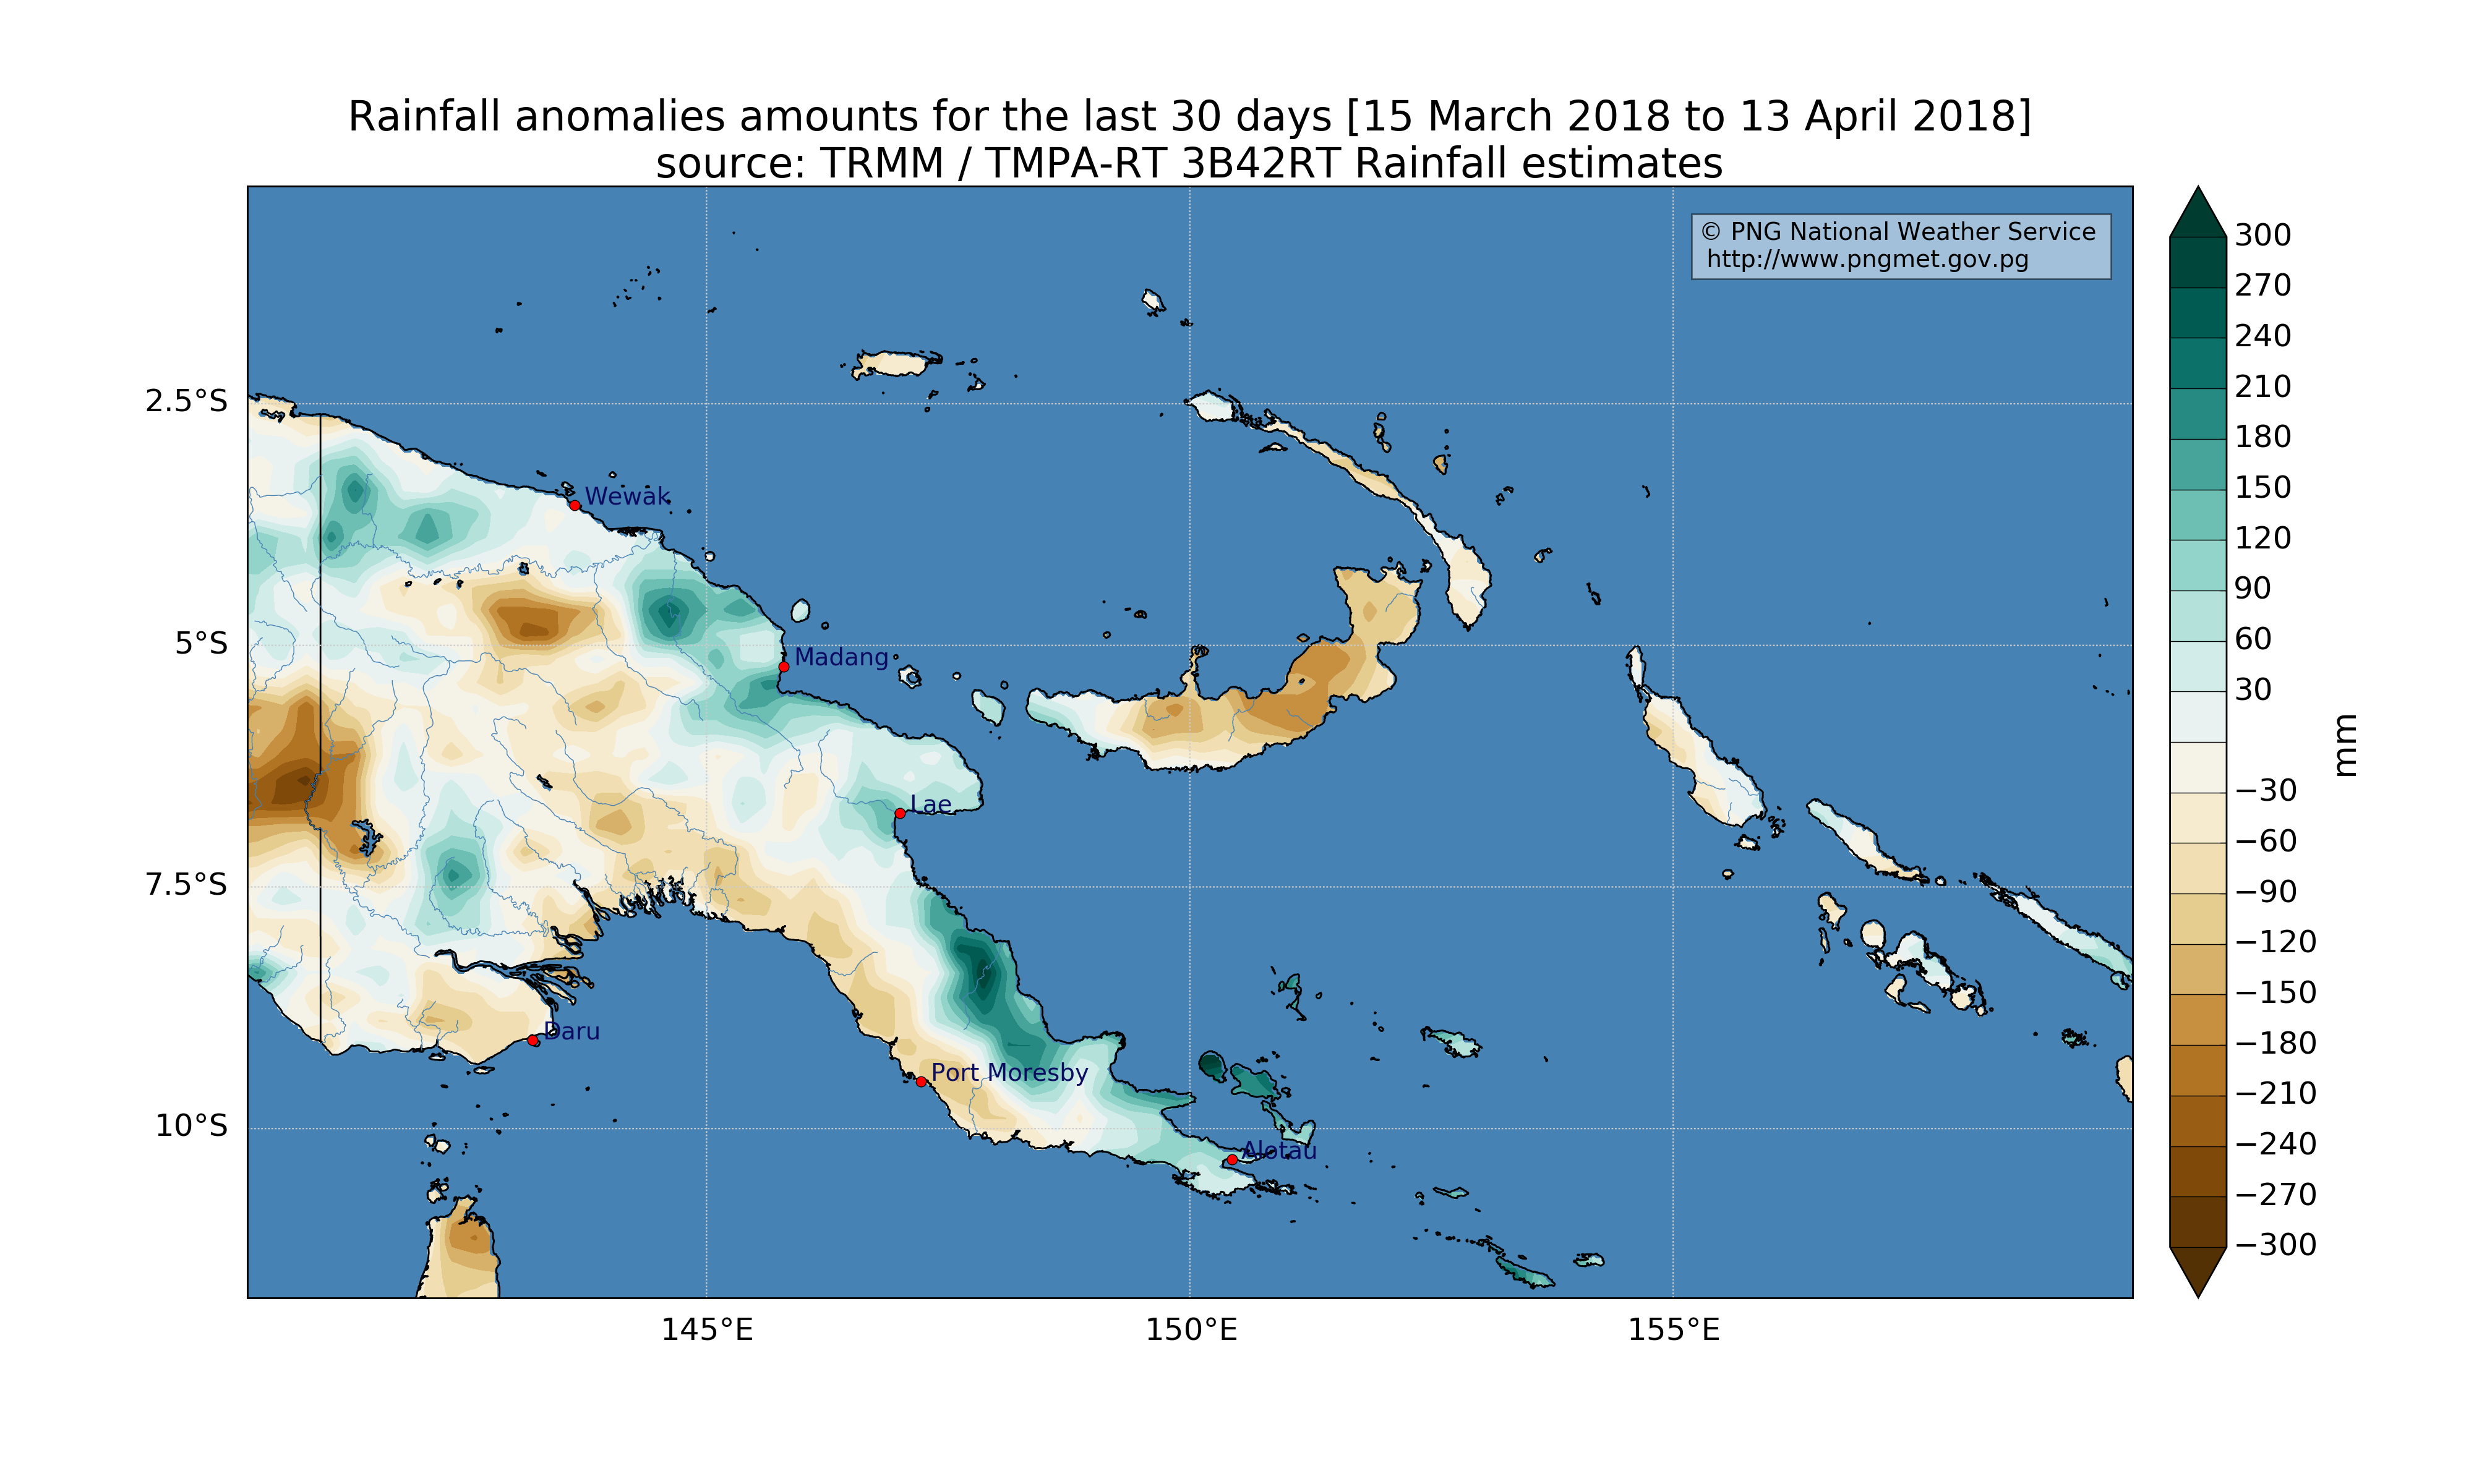 Rainfall anomalies amounts for the last 30 days [15 March 2018 to 13 April 2018]
source: TRMM / TMPA-RT 3B42RT Rainfall estimates
© PNG National Weather Service
http://www.pngmet.gov.pg
2.5°S
5°S
7.5°S
10°S
145°E
150°E
155°E
Wewak
Madang
Lae
Daru
Port Moresby
Alotau
300
270
240
210
180
150
120
90
60
30
−30
−60
−90
−120
−150
−180
−210
−240
−270
−300
mm